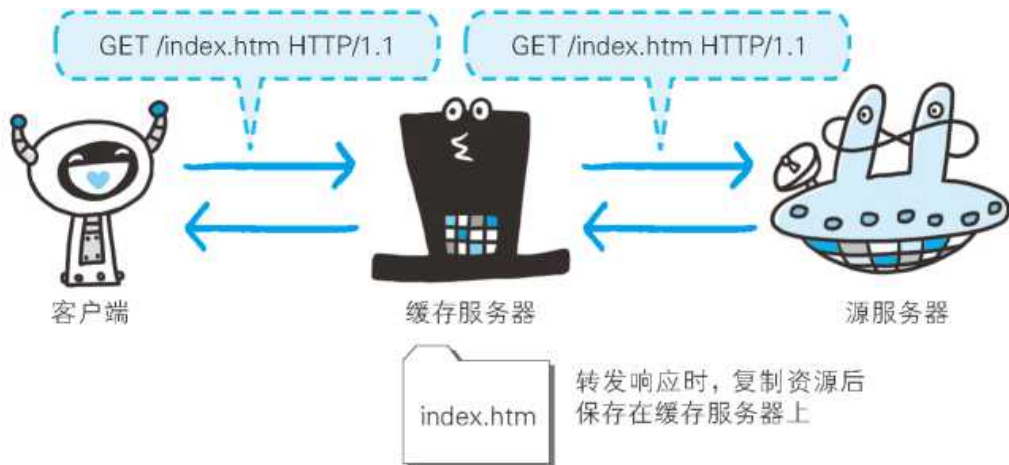 GET /index.htm HTTP/1.1
GET /index.htm HTTP/1.1
客户端
缓存服务器
源服务器
index.htm
转发响应时，复制资源后
保存在缓存服务器上